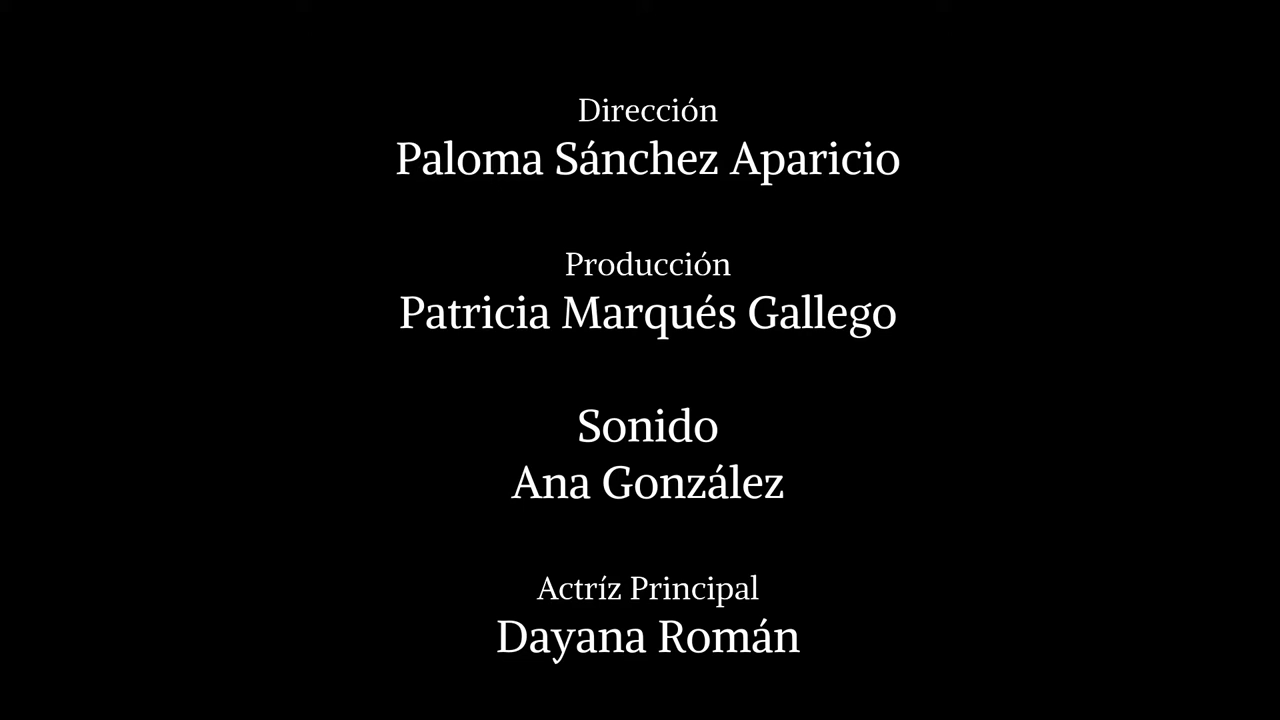 Dirección
Paloma Sánchez Aparicio
Producción
Patricia Marqués Gallego
Sonido
Ana González
Actríz Principal
Dayana Román